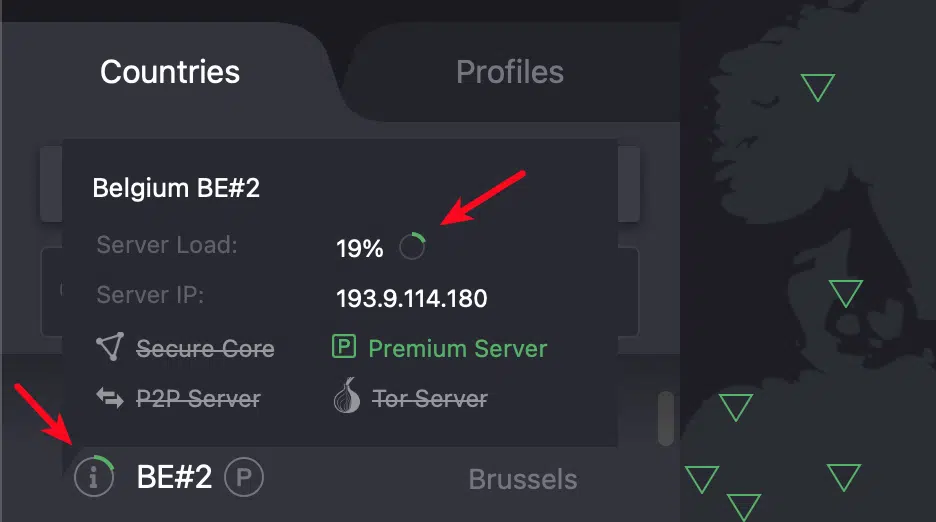 Countries Profiles
Belgium BE#2
Server Load: 19%
Server IP: 193.9.114.180
Secure Core P Premium Server
P2P Server Tor Server
i BE#2 P Brussels